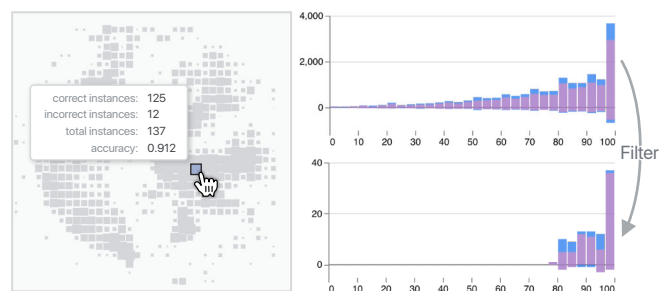 correct instances: 125
incorrect instances: 12
total instances: 137
accuracy: 0.912
4,000
2,000
0
0 10 20 30 40 50 60 70 80 90 100
Filter
40
20
0
0 10 20 30 40 50 60 70 80 90 100